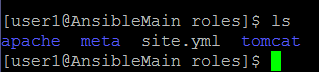 [user1@AnsibleMain roles]$ ls
apache  meta  site.yml  tomcat
[user1@AnsibleMain roles]$